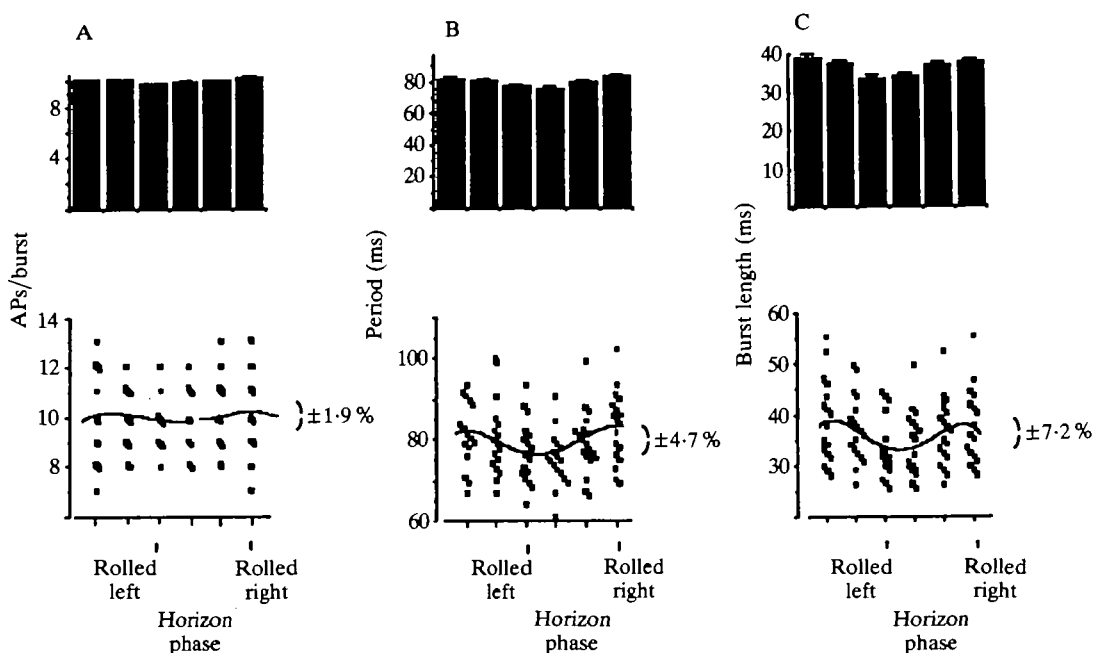 A
8
4
APs/burst
14
12
10
8
±1·9 %
Rolled
left
Rolled
right
Horizon
phase
B
80
60
40
20
Period (ms)
100
80
60
±4·7 %
Rolled
left
Rolled
right
Horizon
phase
C
40
30
20
10
Burst length (ms)
60
50
40
30
±7·2 %
Rolled
left
Rolled
right
Horizon
phase